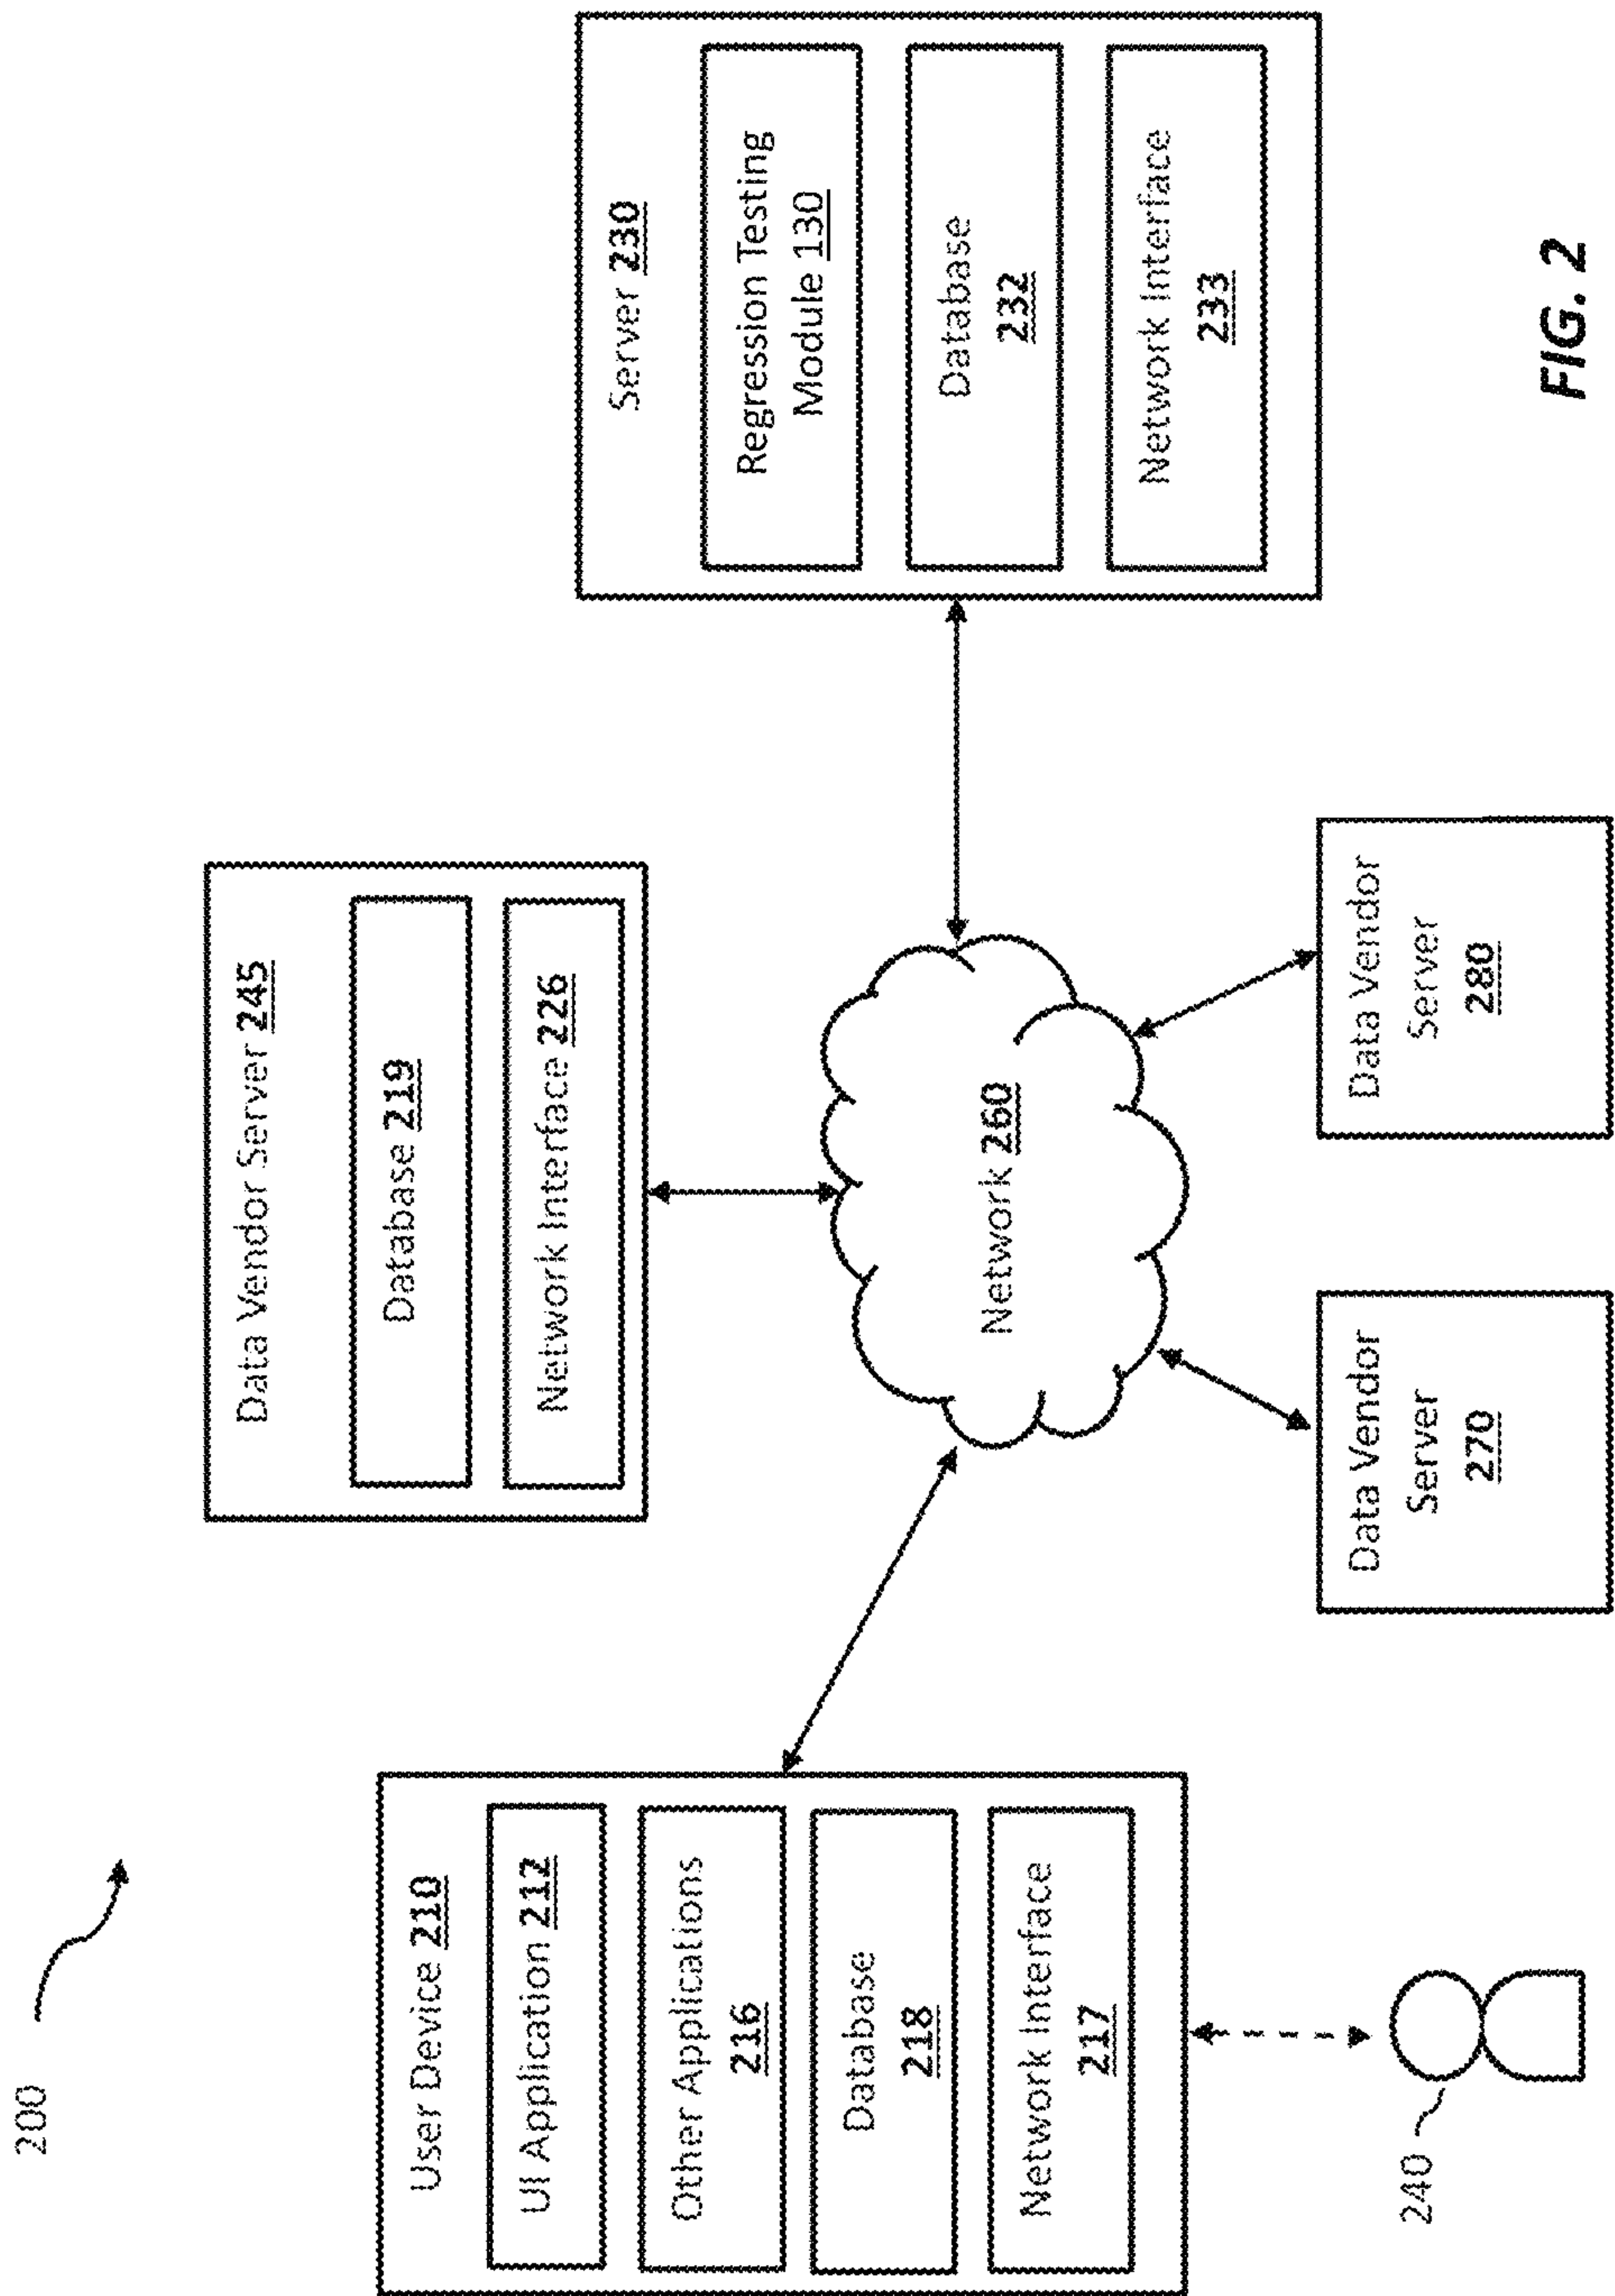 200
User Device 210
UI Application 212
Other Applications
216
Database
218
Network Interface
217
240
Data Vendor Server 245
Database 219
Network Interface 226
Network 260
Data Vendor
Server
270
Data Vendor
Server
280
Server 230
Regression Testing
Module 130
Database
232
Network Interface
233
FIG. 2